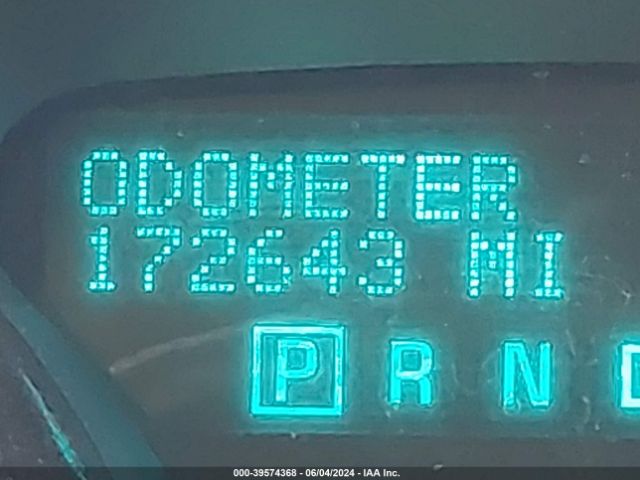 ODOMETER
172643 MI
P R N D
000-39574368 - 06/04/2024 - IAA Inc.